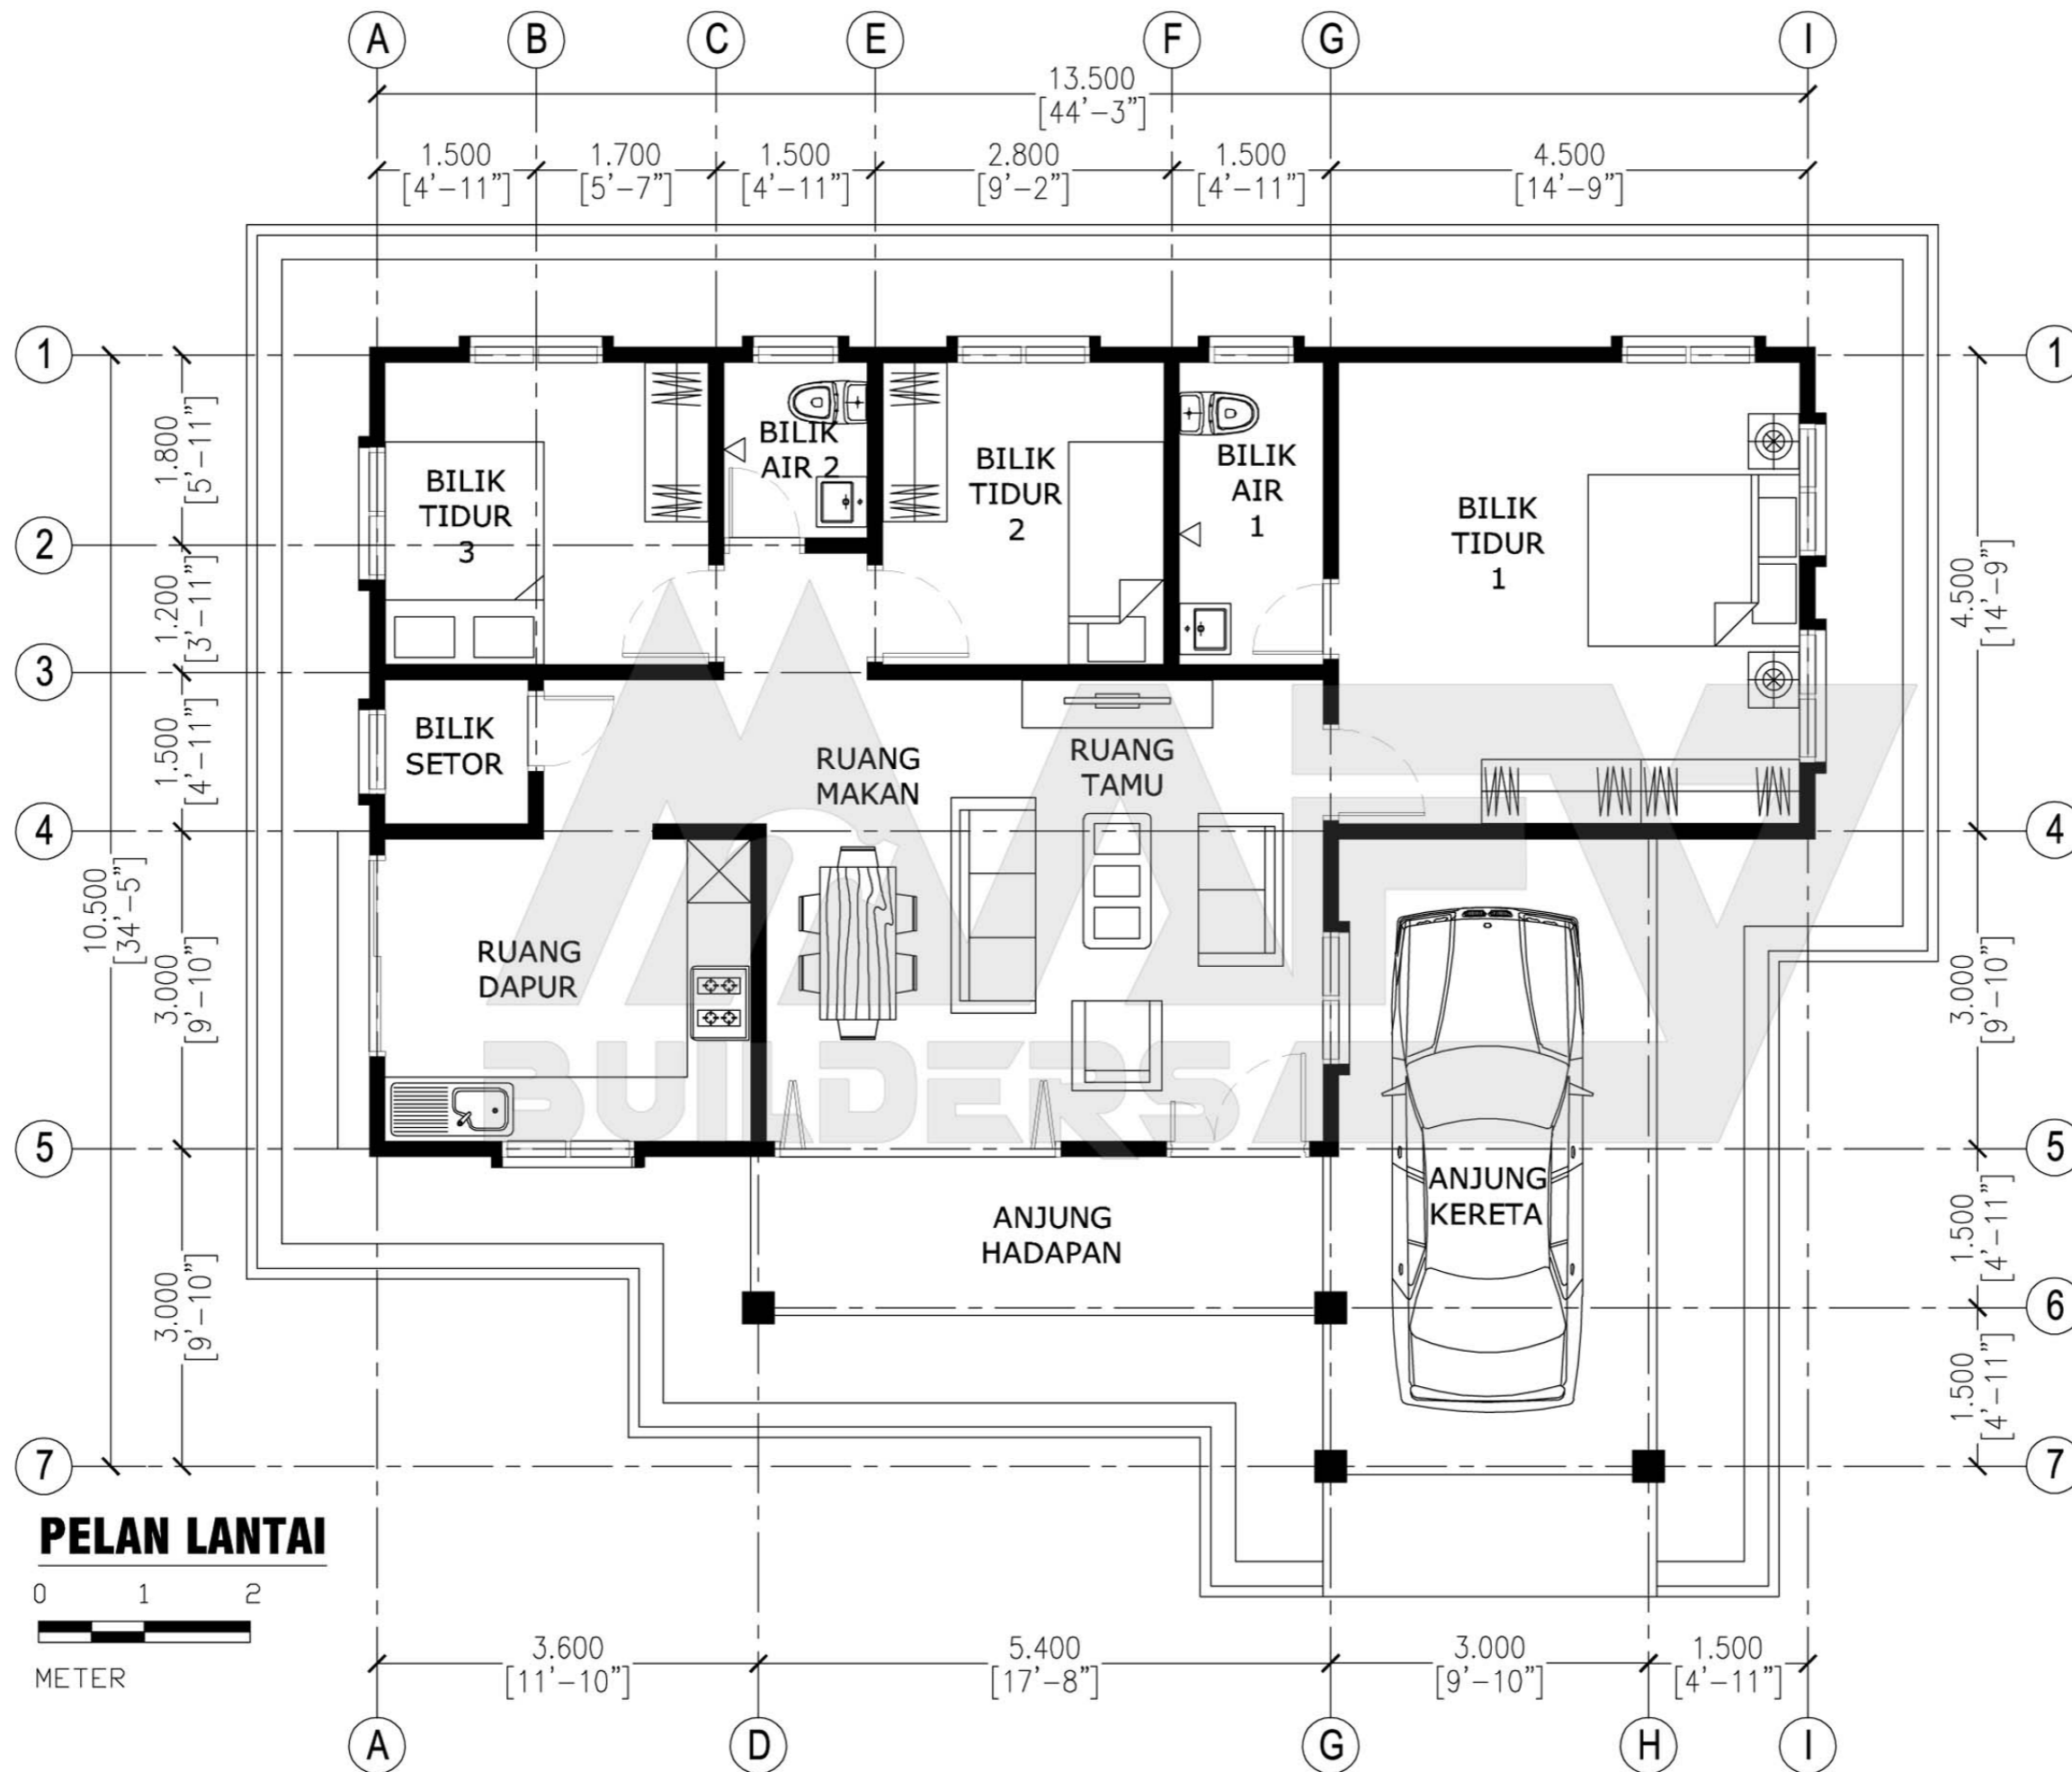 A B C E F G I
13.500
[44'-3"]
1.500 1.700 1.500 2.800 1.500 4.500
[4'-11"] [5'-7"] [4'-11"] [9'-2"] [4'-11"] [14'-9"]
1 1
2
3
4 4
5 5
6
7 7
10.500
[34'-5"]
1.800
[5'-11"]
1.200
[3'-11"]
1.500
[4'-11"]
3.000
[9'-10"]
3.000
[9'-10"]
4.500
[14'-9"]
3.000
[9'-10"]
1.500
[4'-11"]
1.500
[4'-11"]
BILIK
TIDUR
3
BILIK
AIR 2
BILIK
TIDUR
2
BILIK
AIR
1
BILIK
TIDUR
1
BILIK
SETOR
RUANG
MAKAN
RUANG
TAMU
RUANG
DAPUR
BUILDERS
ANJUNG
HADAPAN
ANJUNG
KERETA
PELAN LANTAI
0 1 2
METER
3.600 5.400 3.000 1.500
[11'-10"] [17'-8"] [9'-10"] [4'-11"]
A D G H I